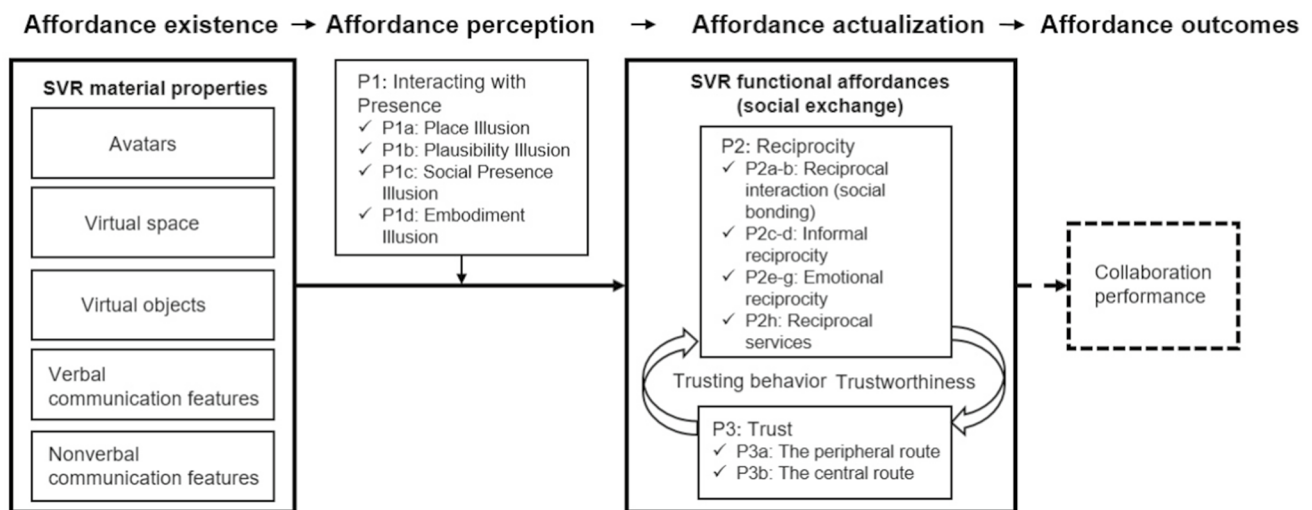 Affordance existence → Affordance perception → Affordance actualization → Affordance outcomes
SVR material properties
Avatars
Virtual space
Virtual objects
Verbal
communication features
Nonverbal
communication features
P1: Interacting with
Presence
✓ P1a: Place Illusion
✓ P1b: Plausibility Illusion
✓ P1c: Social Presence
Illusion
✓ P1d: Embodiment
Illusion
SVR functional affordances
(social exchange)
P2: Reciprocity
✓ P2a-b: Reciprocal
interaction (social
bonding)
✓ P2c-d: Informal
reciprocity
✓ P2e-g: Emotional
reciprocity
✓ P2h: Reciprocal
services
Trusting behavior Trustworthiness
P3: Trust
✓ P3a: The peripheral route
✓ P3b: The central route
Collaboration
performance